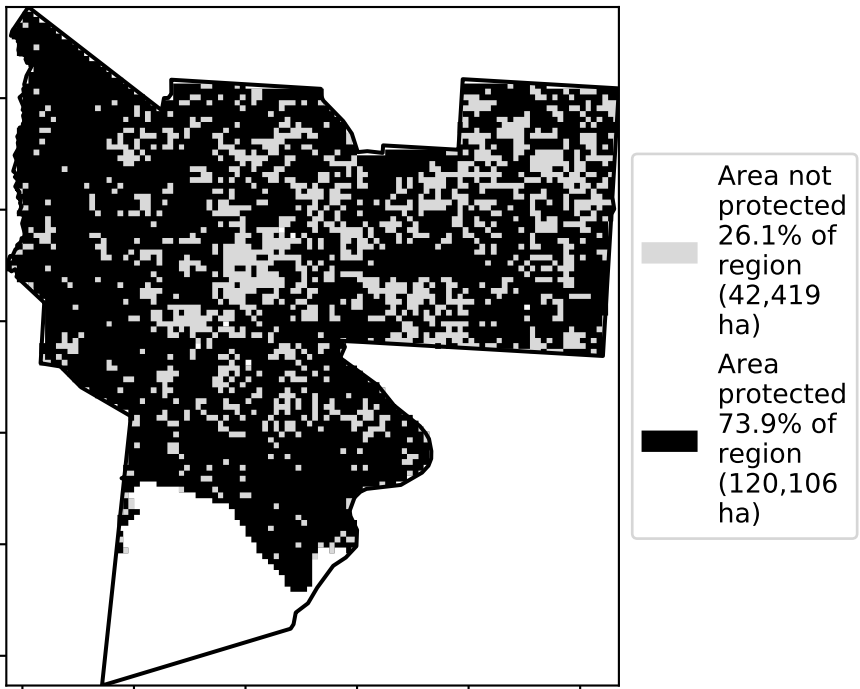 Area not
protected
26.1% of
region
(42,419
ha)
Area
protected
73.9% of
region
(120,106
ha)